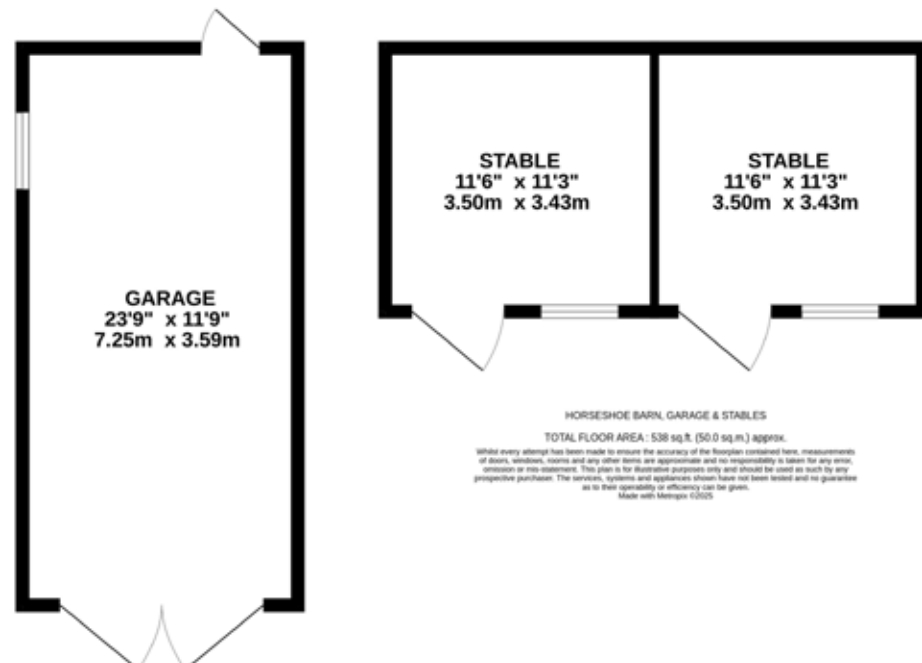 GARAGE
23'9" x 11'9"
7.25m x 3.59m
STABLE
11'6" x 11'3"
3.50m x 3.43m
STABLE
11'6" x 11'3"
3.50m x 3.43m
HORSESHOE BARN, GARAGE & STABLES
TOTAL FLOOR AREA : 538 sq.ft. (50.0 sq.m.) approx.
Whilst every attempt has been made to ensure the accuracy of the floorplan contained here, measurements
of doors, windows, rooms and any other items are approximate and no responsibility is taken for any error,
omission or mis-statement. This plan is for illustrative purposes only and should be used as such by any
prospective purchaser. The services, systems and appliances shown have not been tested and no guarantee
as to their operability or efficiency can be given.
Made with Metropix ©2025